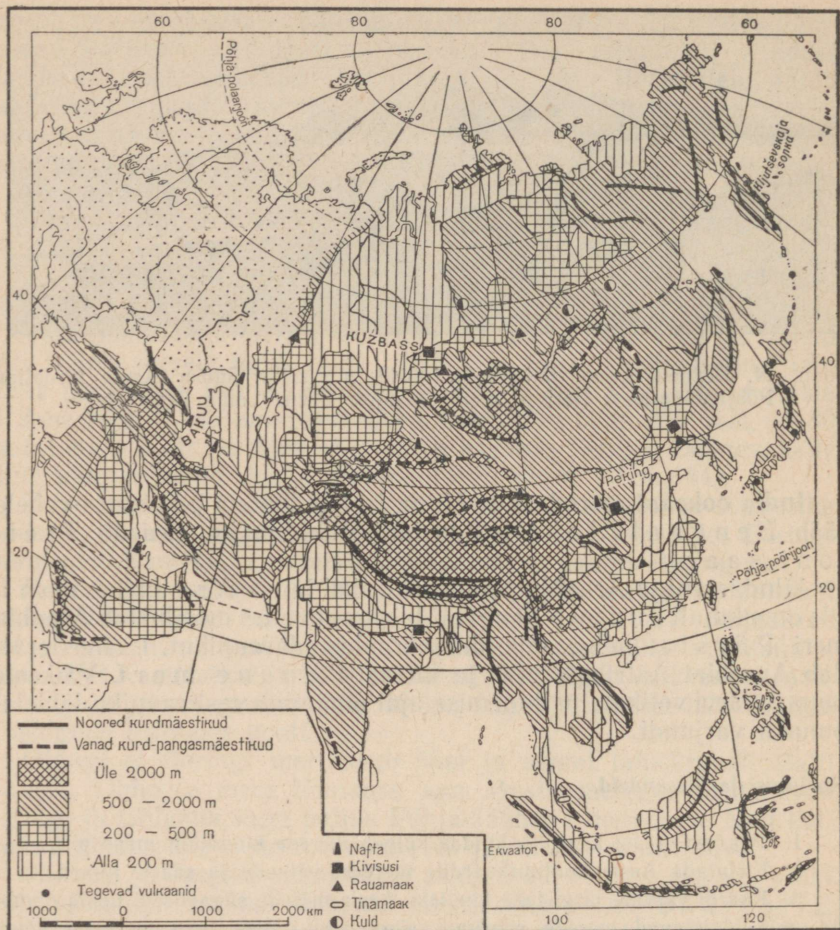 60
80
80
60
Põhja-polaarjoon
Kljutševskaja
sopka
40
KUZBASS
40
BAKUU
Peking
20
Põhja-pöörijoon
20
Noored kurdmäestikud
Vanad kurd-pangasmäestikud
Üle 2000 m
500 – 2000 m
200 – 500 m
Alla 200 m
Tegevad vulkaanid
1000 0 1000 2000 KM
0
Ekvaator
Nafta
Kivisüsi
Rauamaak
Tinamaak
Kuld
100
120